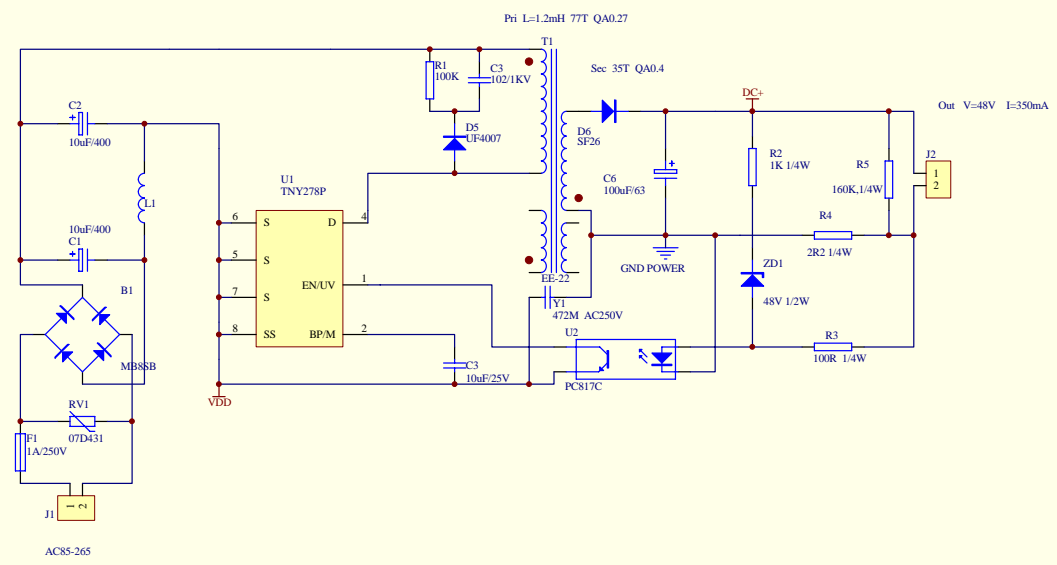 Pri L=1.2mH 77T QA0.27
T1
R1
100K
C3
102/1KV
Sec 35T QA0.4
DC+
Out V=48V I=350mA
C2
10uF/400
D5
UF4007
D6
SF26
R2
1K 1/4W
R5
160K,1/4W
J2
1
2
C6
100uF/63
U1
TNY278P
L1
6 S
D 4
5 S
EN/UV 1
7 S
8 SS
BP/M 2
10uF/400
C1
R4
2R2 1/4W
GND POWER
ZD1
48V 1/2W
EE-22
Y1
472M AC250V
B1
MB8SB
U2
PC817C
R3
100R 1/4W
C3
10uF/25V
VDD
RV1
07D431
F1
1A/250V
J1
1
2
AC85-265